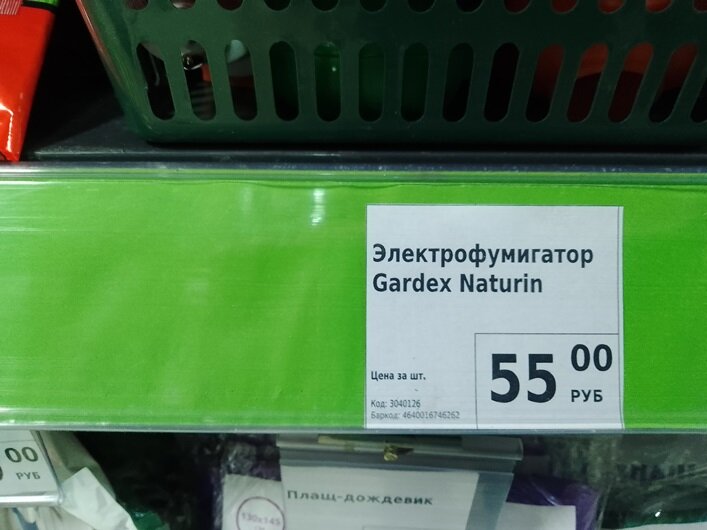 Электрофумигатор
Gardex Naturin
Цена за шт.
55 00
РУБ
Код: 3040126
Баркод: 4640016746262
00
РУБ
Плащ-дождевик
130x145